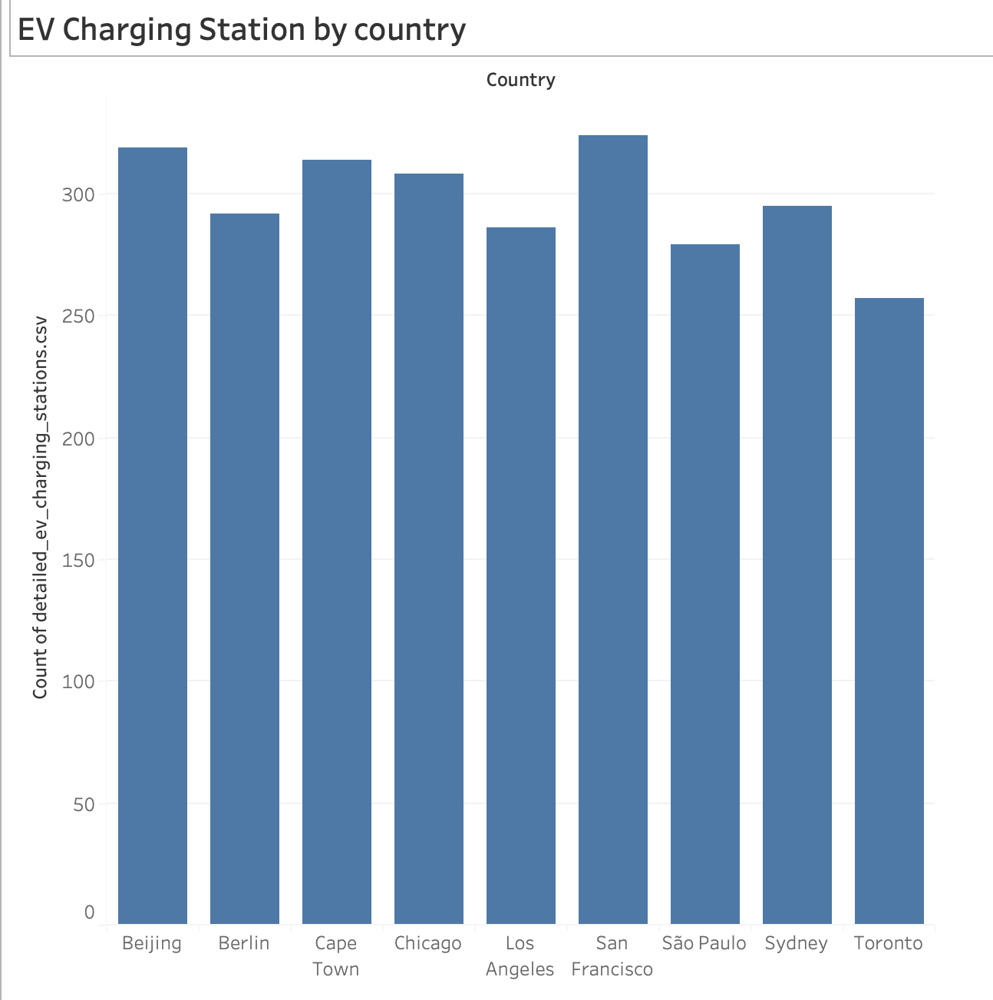 EV Charging Station by country
Country
Count of detailed_ev_charging_stations.csv
300
250
200
150
100
50
0
Beijing
Berlin
Cape
Town
Chicago
Los
Angeles
San
Francisco
São Paulo
Sydney
Toronto